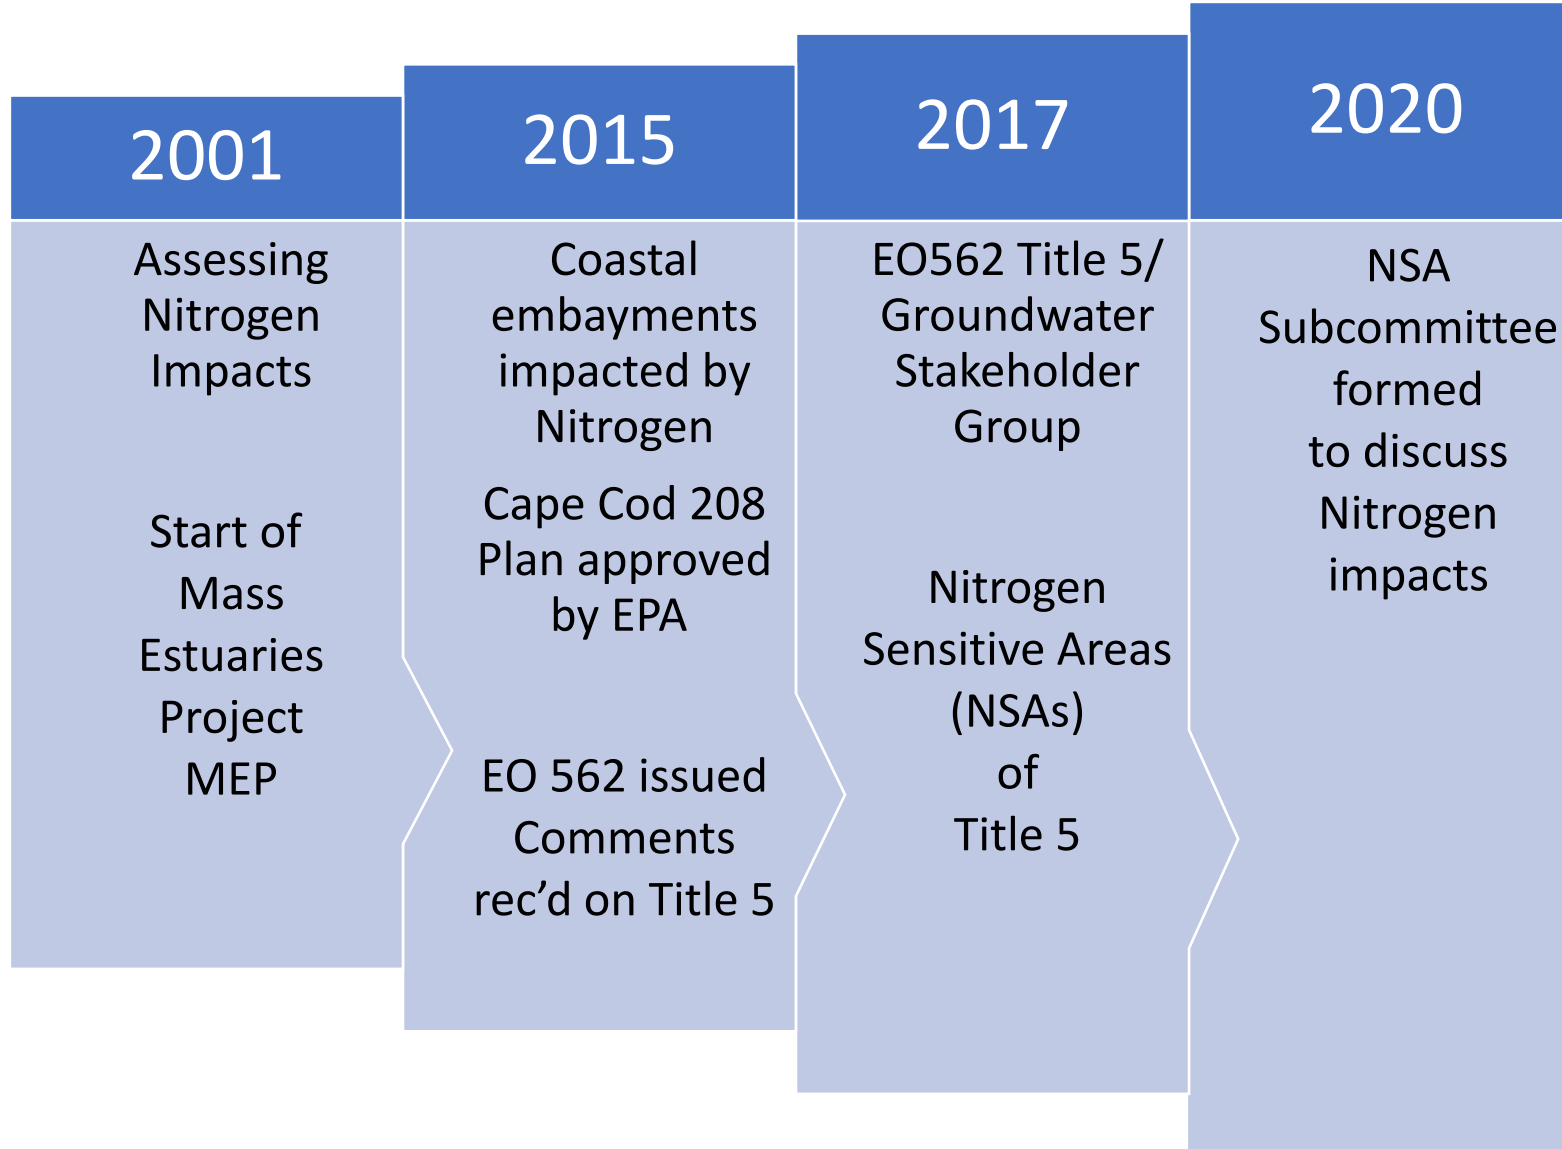 2001
Assessing
Nitrogen
Impacts
Start of
Mass
Estuaries
Project
MEP
2015
Coastal
embayments
impacted by
Nitrogen
Cape Cod 208
Plan approved
by EPA
EO 562 issued
Comments
rec’d on Title 5
2017
EO562 Title 5/
Groundwater
Stakeholder
Group
Nitrogen
Sensitive Areas
(NSAs)
of
Title 5
2020
NSA
Subcommittee
formed
to discuss
Nitrogen
impacts